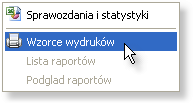 Sprawozdania i statystyki
Wzorce wydruków
Lista raportów
Podgląd raportów